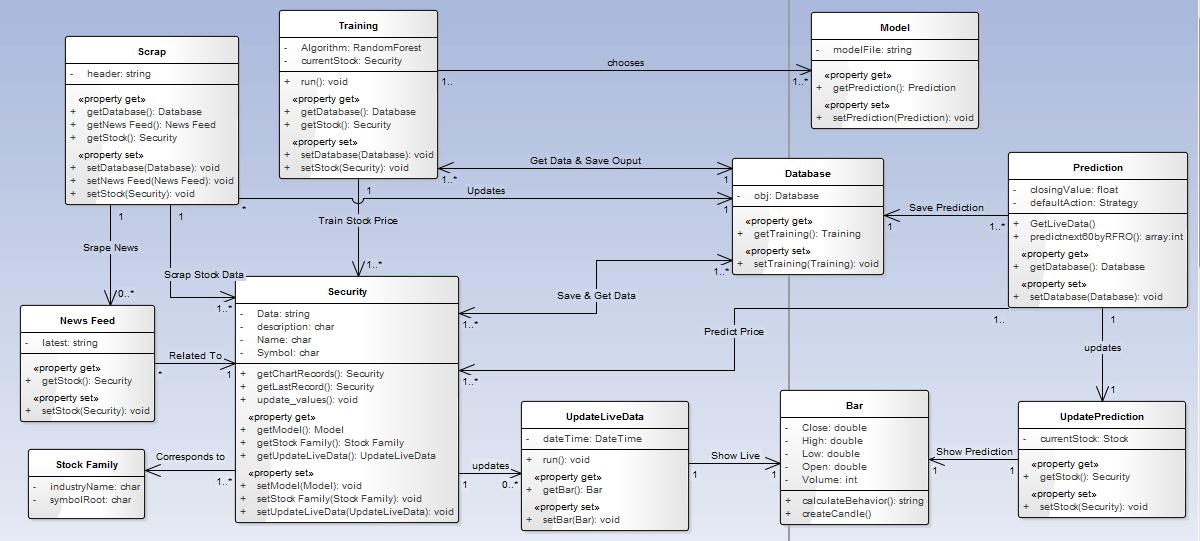 Scrap
- header: string
«property get»
+ getDatabase(): Database
+ getNews Feed(): News Feed
+ getStock(): Security
«property set»
+ setDatabase(Database): void
+ setNews Feed(News Feed): void
+ setStock(Security): void
Training
- Algorithm: RandomForest
- currentStock: Security
+ run(): void
«property get»
+ getDatabase(): Database
+ getStock(): Security
«property set»
+ setDatabase(Database): void
+ setStock(Security): void
chooses
1..
1..*
Model
- modelFile: string
«property get»
+ getPrediction(): Prediction
«property set»
+ setPrediction(Prediction): void
Get Data & Save Ouput
1..*
1
Updates
*
1
Database
- obj: Database
«property get»
+ getTraining(): Training
«property set»
+ setTraining(Training): void
Save Prediction
1
1..*
Prediction
- closingValue: float
- defaultAction: Strategy
+ GetLiveData()
+ predictnext60byRFRO(): array:int
«property get»
+ getDatabase(): Database
«property set»
+ setDatabase(Database): void
1
Srape News
0..*
1
Scrap Stock Data
1..*
1
Train Stock Price
1..*
Save & Get Data
1..*
1..*
Predict Price
1..
1..*
1
updates
1
News Feed
- latest: string
«property get»
+ getStock(): Security
«property set»
+ setStock(Security): void
Related To
*
1
Security
- Data: string
- description: char
- Name: char
- Symbol: char
+ getChartRecords(): Security
+ getLastRecord(): Security
+ update_values(): void
«property get»
+ getModel(): Model
+ getStock Family(): Stock Family
+ getUpdateLiveData(): UpdateLiveData
«property set»
+ setModel(Model): void
+ setStock Family(Stock Family): void
+ setUpdateLiveData(UpdateLiveData): void
Stock Family
- industryName: char
- symbolRoot: char
Corresponds to
1..*
updates
1
0..*
UpdateLiveData
- dateTime: DateTime
+ run(): void
«property get»
+ getBar(): Bar
«property set»
+ setBar(Bar): void
Show Live
1
1
Bar
- Close: double
- High: double
- Low: double
- Open: double
- Volume: int
+ calculateBehavior(): string
+ createCandle()
Show Prediction
1
1
UpdatePrediction
- currentStock: Stock
«property get»
+ getStock(): Security
«property set»
+ setStock(Security): void